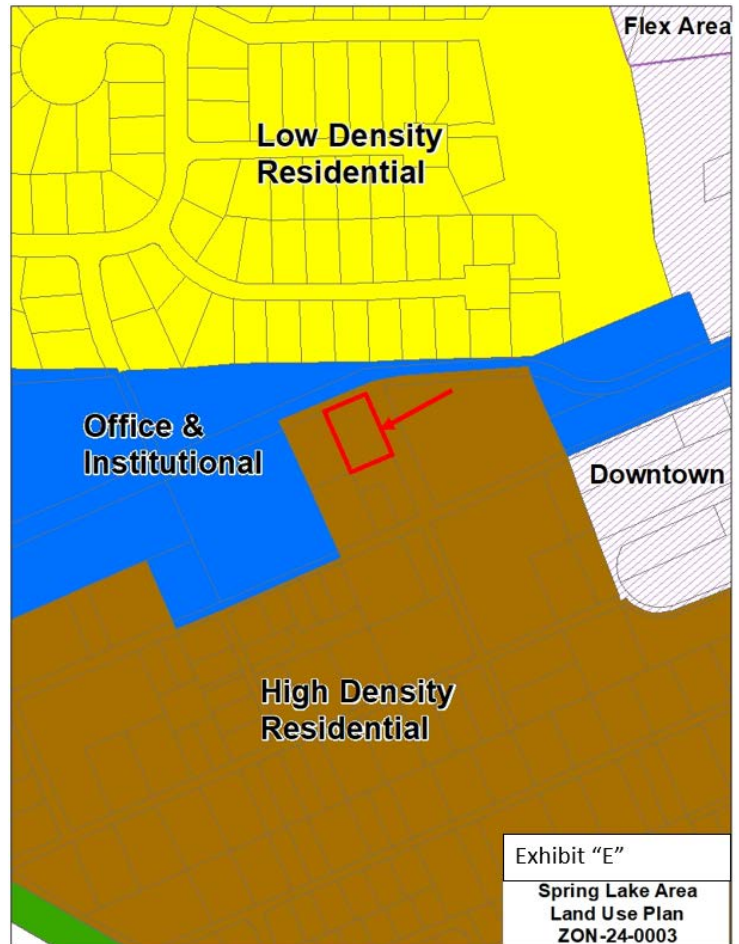 Flex Area
Low Density
Residential
Office &
Institutional
Downtown
High Density
Residential
Exhibit “E”
Spring Lake Area
Land Use Plan
ZON-24-0003